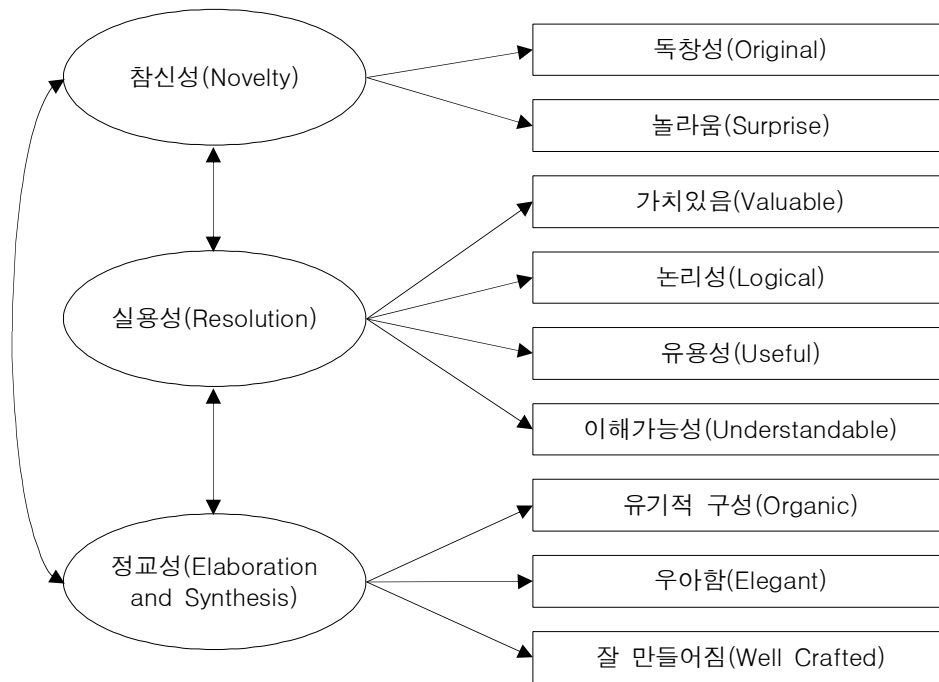 참신성(Novelty)
독창성(Original)
놀라움(Surprise)
실용성(Resolution)
가치있음(Valuable)
논리성(Logical)
유용성(Useful)
이해가능성(Understandable)
정교성(Elaboration
and Synthesis)
유기적 구성(Organic)
우아함(Elegant)
잘 만들어짐(Well Crafted)